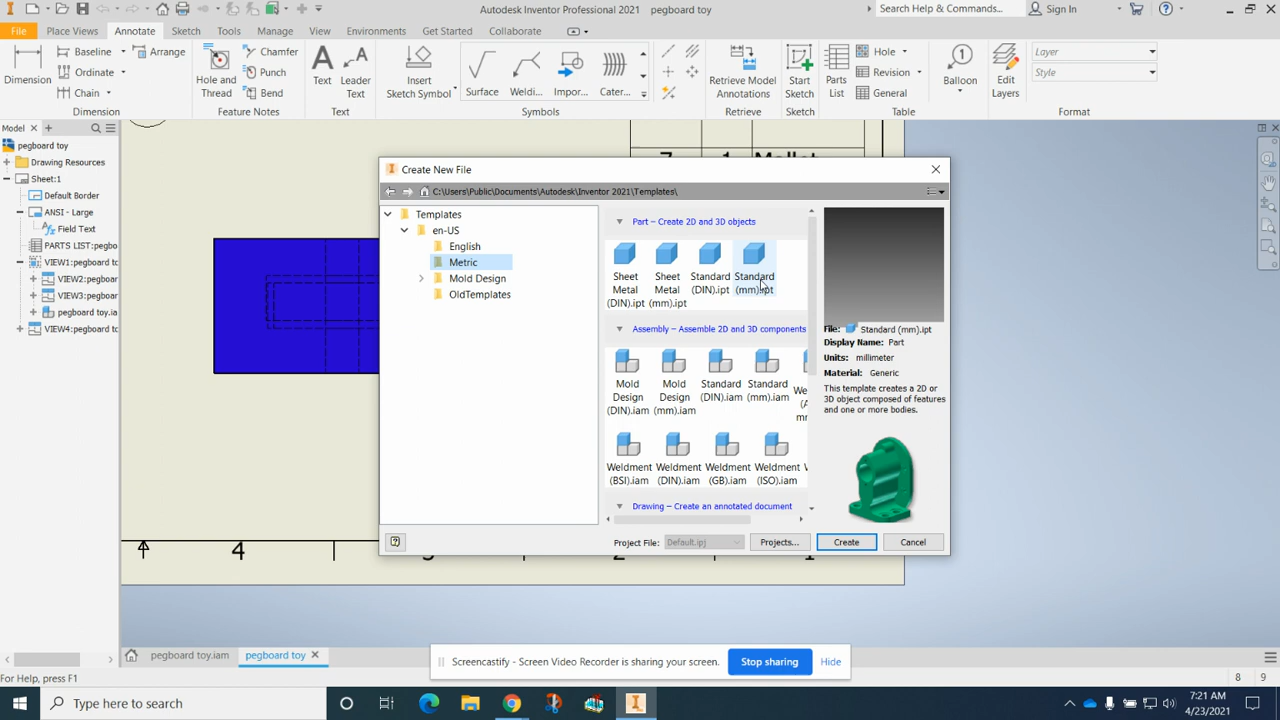 Autodesk Inventor Professional 2021 pegboard toy
Search Help & Commands...
Sign In
File Place Views Annotate Sketch Tools Manage View Environments Get Started Collaborate
Dimension
Baseline
Ordinate
Chain
Arrange
Dimension
Hole and Thread
Chamfer
Punch
Bend
Feature Notes
Text
Leader Text
Text
Insert Sketch Symbol
Surface
Weldi...
Impor...
Cater...
Symbols
Retrieve Model Annotations
Retrieve
Start Sketch
Sketch
Parts List
Hole
Revision
General
Table
Balloon
Edit Layers
Layer
Style
Format
Model
pegboard toy
Drawing Resources
Sheet:1
Default Border
ANSI - Large
Field Text
PARTS LIST:pegbo
VIEW1:pegboard to
VIEW2:pegboar
VIEW3:pegboar
pegboard toy.ia
VIEW4:pegboard to
7 1 Mallet
4 2 1
Create New File
C:\Users\Public\Documents\Autodesk\Inventor 2021\Templates\
Templates
en-US
English
Metric
Mold Design
OldTemplates
Part – Create 2D and 3D objects
Sheet Metal (DIN).ipt
Sheet Metal (mm).ipt
Standard (DIN).ipt
Standard (mm).ipt
Assembly – Assemble 2D and 3D components
Mold Design (DIN).iam
Mold Design (mm).iam
Standard (DIN).iam
Standard (mm).iam
Weldment (BSI).iam
Weldment (DIN).iam
Weldment (GB).iam
Weldment (ISO).iam
Drawing – Create an annotated document
File: Standard (mm).ipt
Display Name: Part
Units: millimeter
Material: Generic
This template creates a 2D or
3D object composed of features
and one or more bodies.
Project File: Default.ipj Projects... Create Cancel
pegboard toy.iam
pegboard toy
Screencastify - Screen Video Recorder is sharing your screen. Stop sharing Hide
For Help, press F1
8 9
Type here to search
7:21 AM
4/23/2021